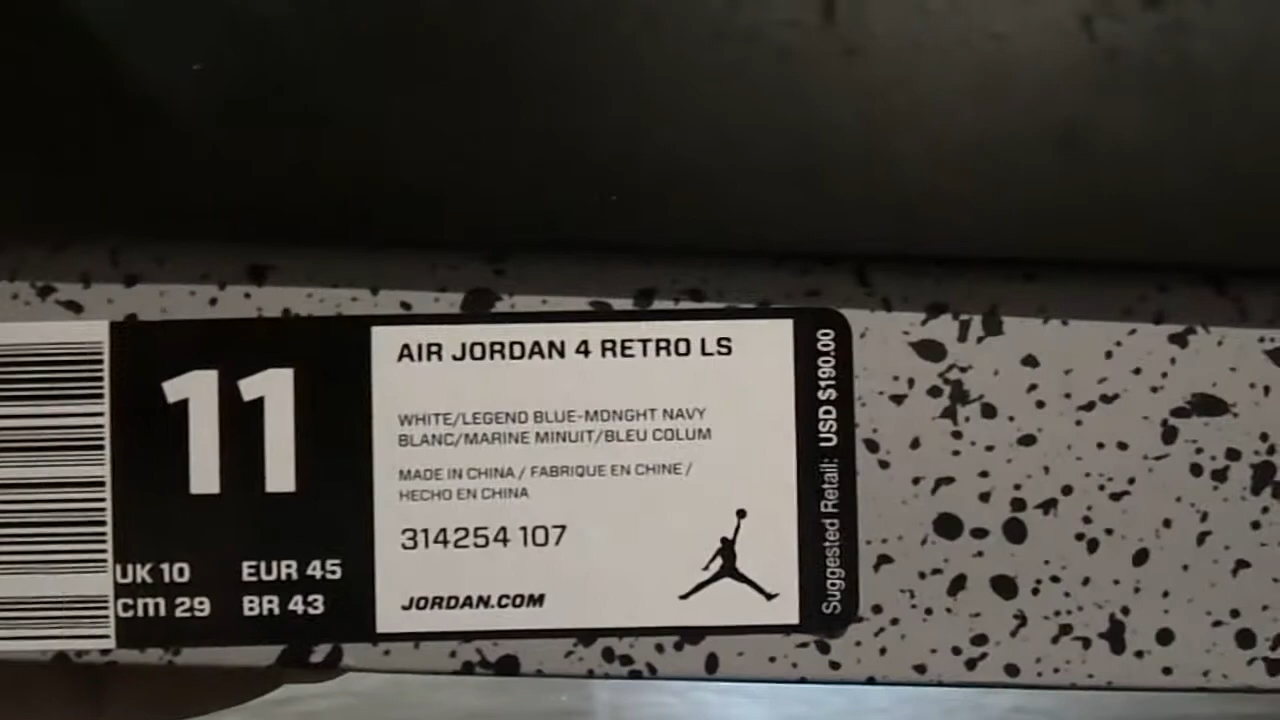 11
UK 10 EUR 45
cm 29 BR 43
AIR JORDAN 4 RETRO LS
WHITE/LEGEND BLUE-MDNGHT NAVY
BLANC/MARINE MINUIT/BLEU COLUM
MADE IN CHINA / FABRIQUE EN CHINE /
HECHO EN CHINA
314254 107
JORDAN.COM
Suggested Retail: USD $190.00